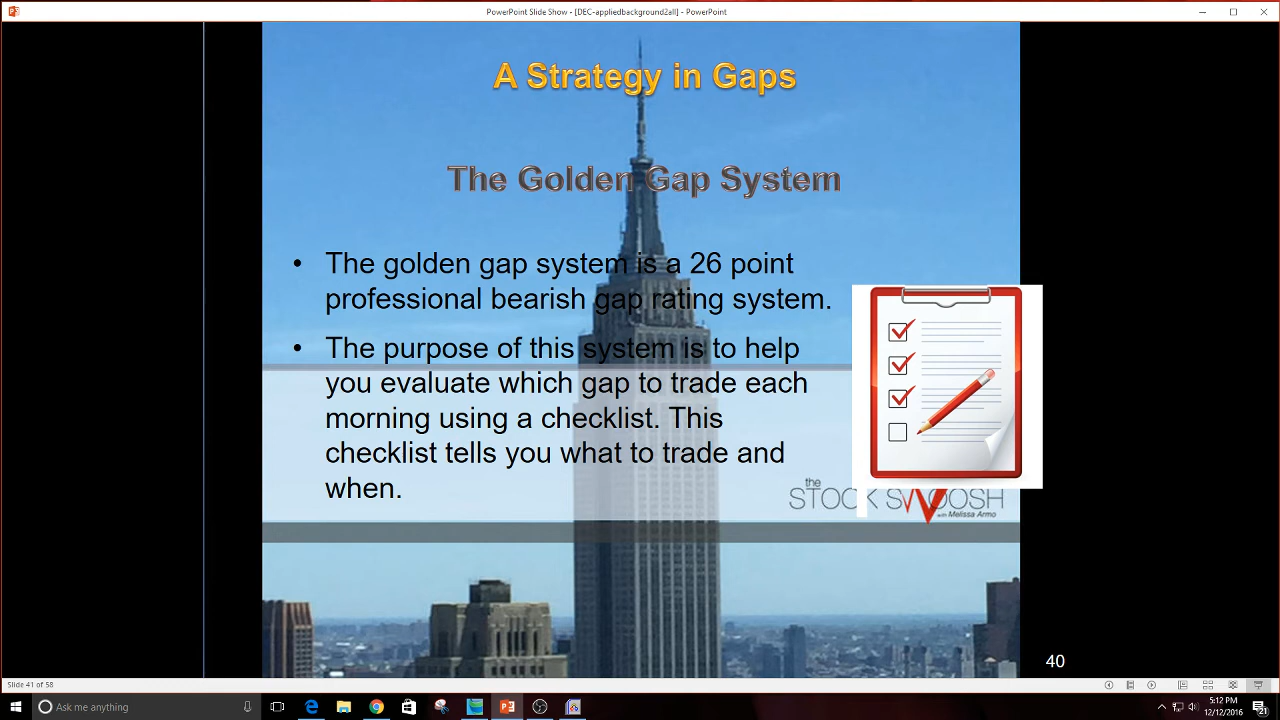 PowerPoint Slide Show - [DEC-appliedbackground2all] - PowerPoint
A Strategy in Gaps
The Golden Gap System
• The golden gap system is a 26 point
professional bearish gap rating system.
• The purpose of this system is to help
you evaluate which gap to trade each
morning using a checklist. This
checklist tells you what to trade and
when.
the
STOCK SWOOSH
with Melissa Armo
40
Slide 41 of 58
Ask me anything
5:12 PM
12/12/2016
21